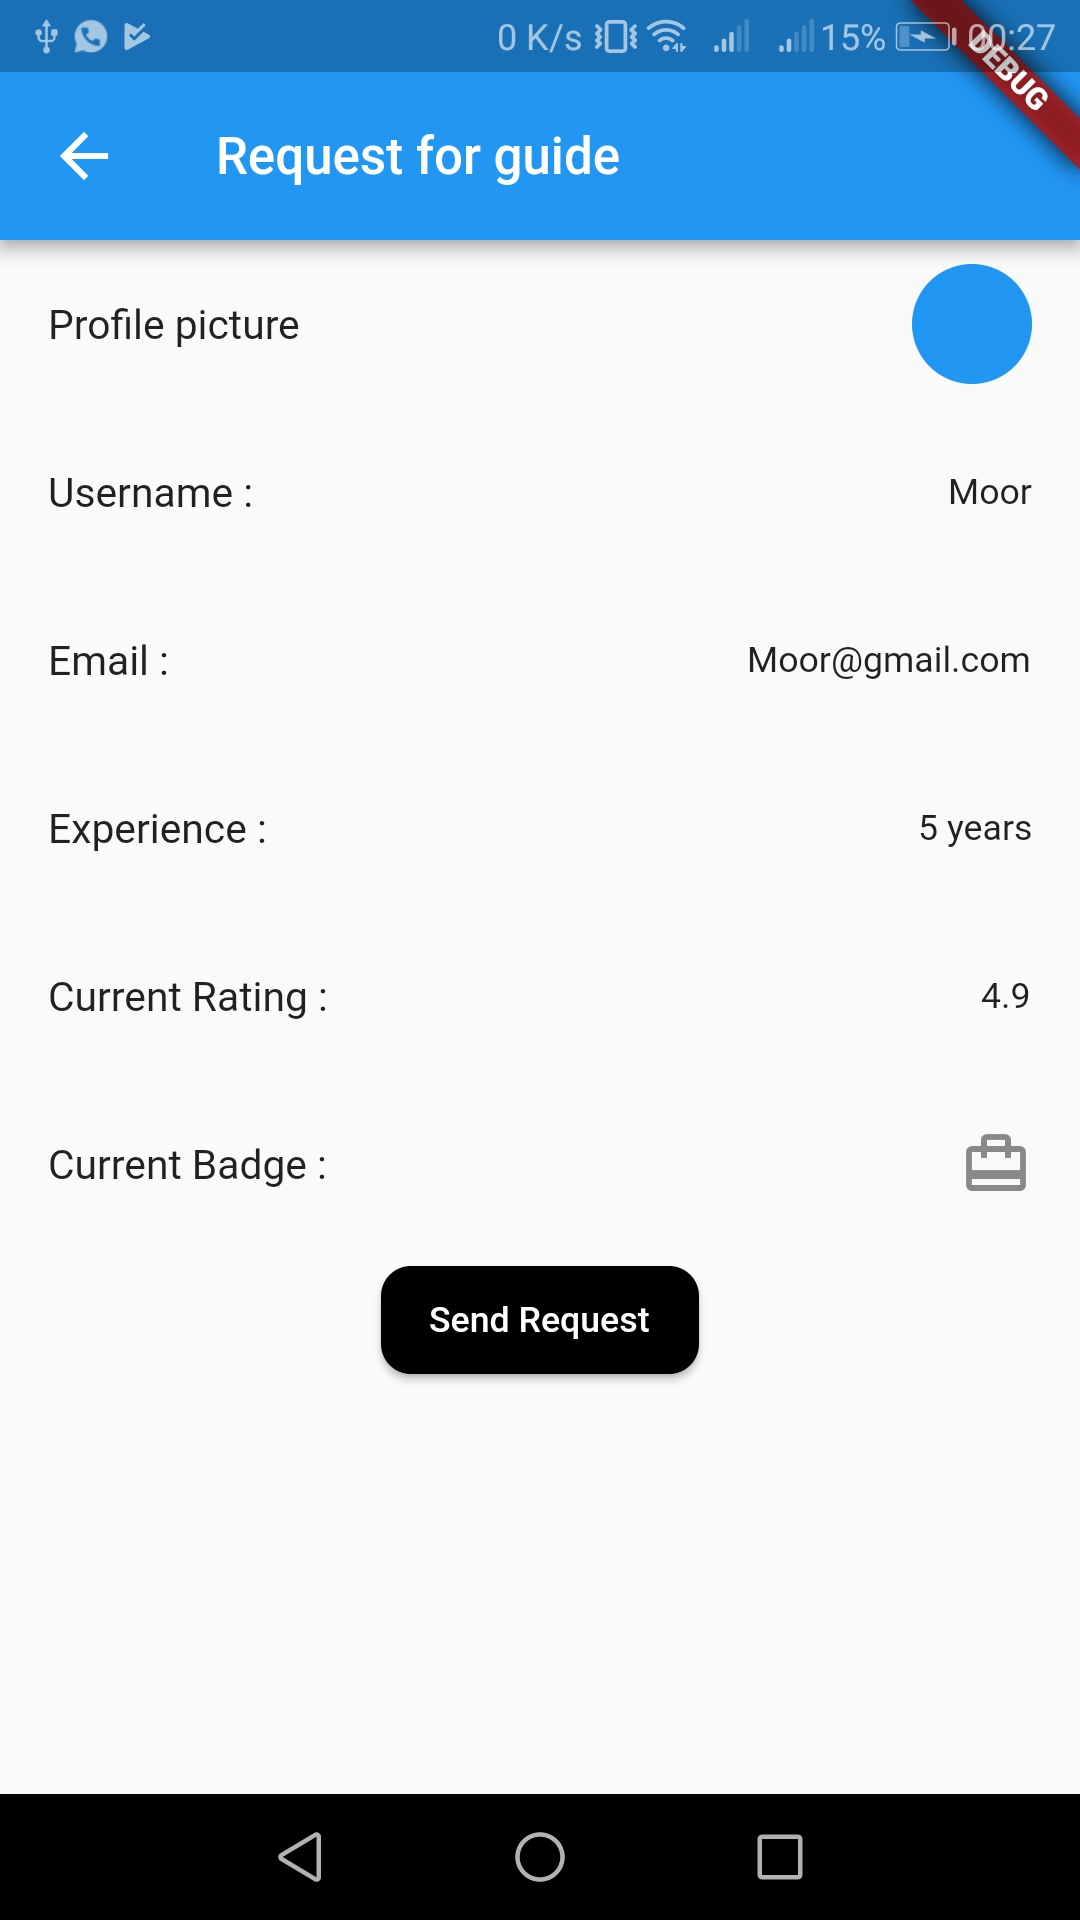 0 K/s 15% 00:27
DEBUG
Request for guide
Profile picture
Username : Moor
Email : Moor@gmail.com
Experience : 5 years
Current Rating : 4.9
Current Badge :
Send Request